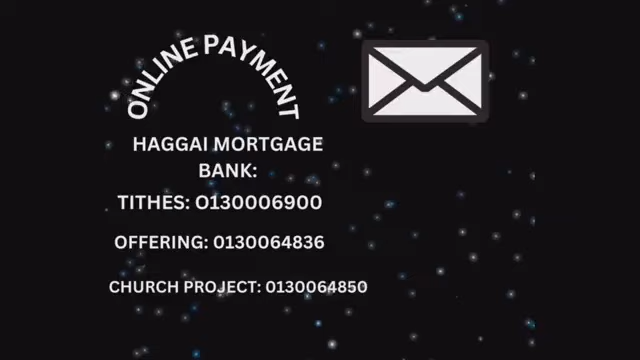 ONLINE PAYMENT
HAGGAI MORTGAGE
BANK:
TITHES: O130006900
OFFERING: 0130064836
CHURCH PROJECT: 0130064850